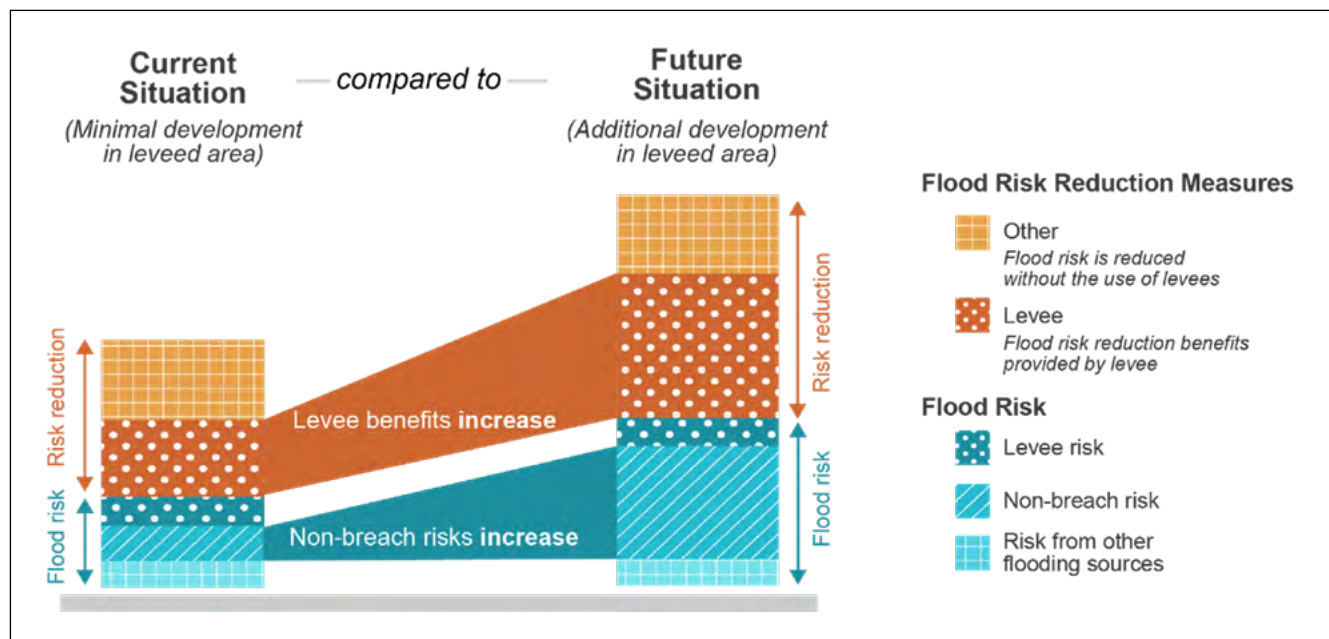 Current
Situation
(Minimal development
in leveed area)
compared to
Future
Situation
(Additional development
in leveed area)
Risk reduction
Flood risk
Levee benefits increase
Non-breach risks increase
Risk reduction
Flood risk
Flood Risk Reduction Measures
Other
Flood risk is reduced
without the use of levees
Levee
Flood risk reduction benefits
provided by levee
Flood Risk
Levee risk
Non-breach risk
Risk from other
flooding sources